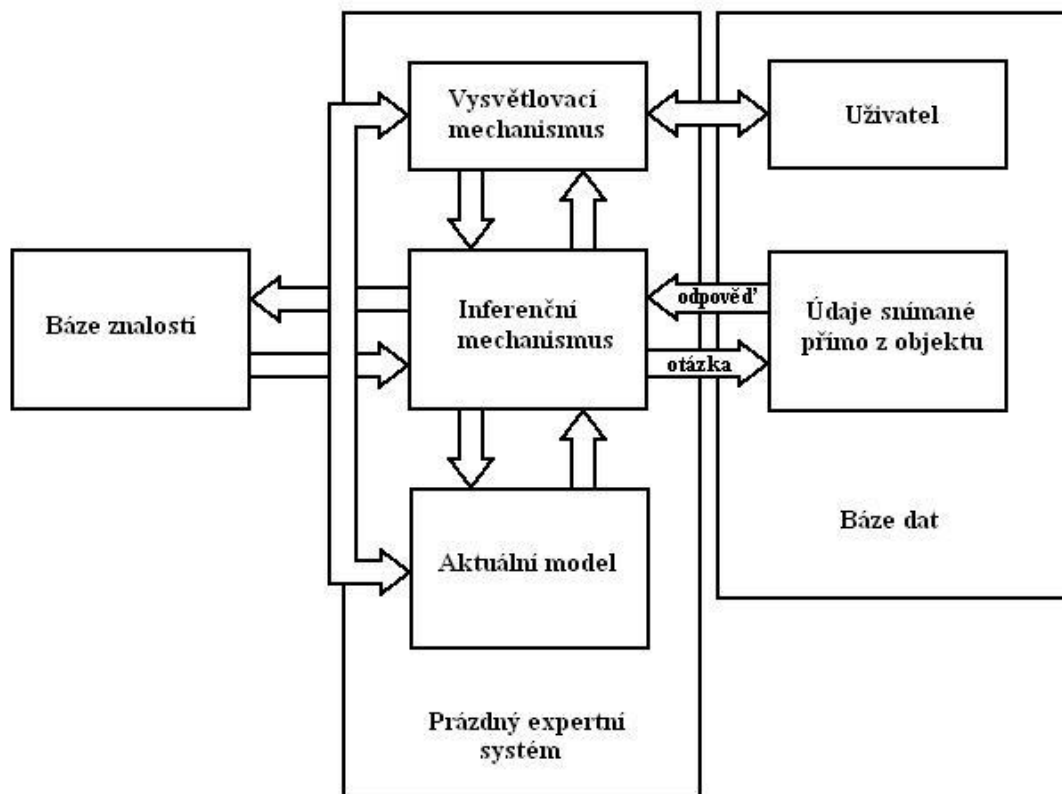 Vysvětlovací
mechanismus
Uživatel
Báze znalostí
Inferenční
mechanismus
odpověď
otázka
Údaje snímané
přímo z objektu
Aktuální model
Báze dat
Prázdný expertní
systém